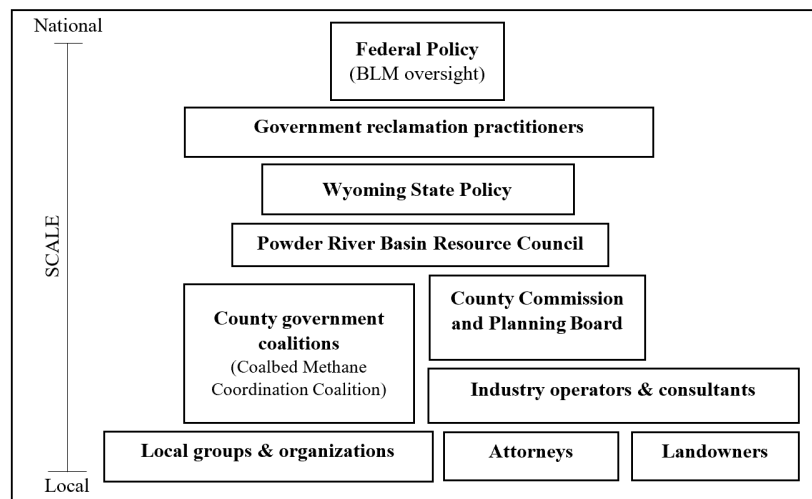 National
Federal Policy
(BLM oversight)
Government reclamation practitioners
Wyoming State Policy
Powder River Basin Resource Council
SCALE
County government
coalitions
(Coalbed Methane
Coordination Coalition)
County Commission
and Planning Board
Industry operators & consultants
Local groups & organizations
Attorneys
Landowners
Local